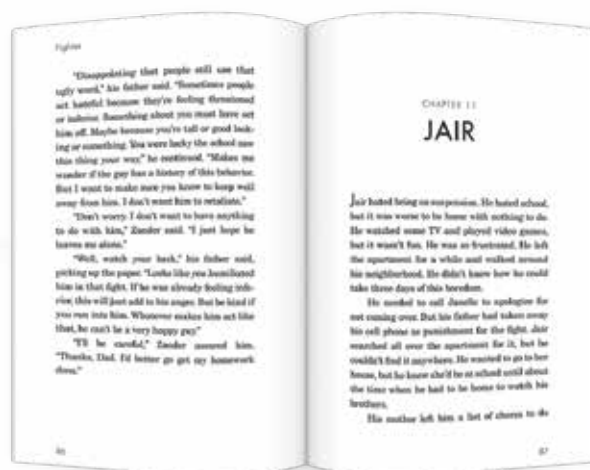 Fighter
"Disappointing that people still use that
ugly word," his father said. "Sometimes people
act hateful because they're feeling threatened
or inferior. Something about you must have set
him off. Maybe because you're tall or good look-
ing or something. You were lucky the school saw
this thing your way," he continued. "Makes me
wonder if the guy has a history of this behavior.
But I want to make sure you know to keep well
away from him. I don't want him to retaliate."
"Don't worry. I don't want to have anything
to do with him," Zander said. "I just hope he
leaves me alone."
"Well, watch your back," his father said,
picking up the paper. "Looks like you humiliated
him in that fight. If he was already feeling infe-
rior, this will just add to his anger. But be kind if
you run into him. Whatever makes him act like
that, he can't be a very happy guy."
"I'll be careful," Zander assured him.
"Thanks, Dad. I'd better go get my homework
done."
86
CHAPTER 11
JAIR
Jair hated being on suspension. He hated school,
but it was worse to be home with nothing to do.
He watched some TV and played video games,
but it wasn't fun. He was so frustrated. He left
the apartment for a while and walked around
his neighborhood. He didn't know how he could
take three days of this boredom.
He needed to call Danelle to apologize for
not coming over. But his father had taken away
his cell phone as punishment for the fight. Jair
searched all over the apartment for it, but he
couldn't find it anywhere. He wanted to go to her
house, but he knew she'd be at school until about
the time when he had to be home to watch his
brothers.
His mother left him a list of chores to do
87